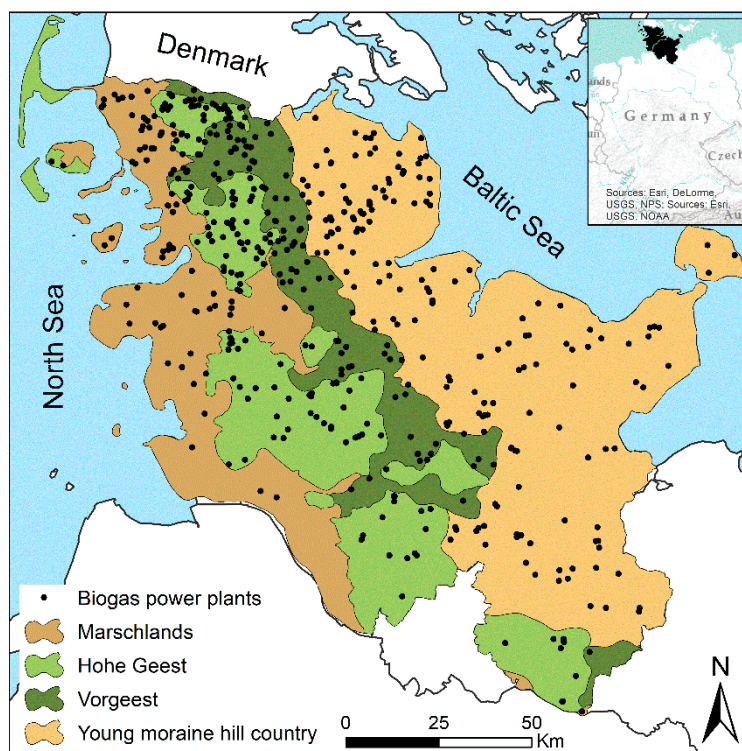 Denmark
North Sea
Baltic Sea
Germany
Czech
Sources: Esri, DeLorme,
USGS, NPS; Sources: Esri,
USGS, NOAA
Biogas power plants
Marschlands
Hohe Geest
Vorgeest
Young moraine hill country
0 25 50
Km
N